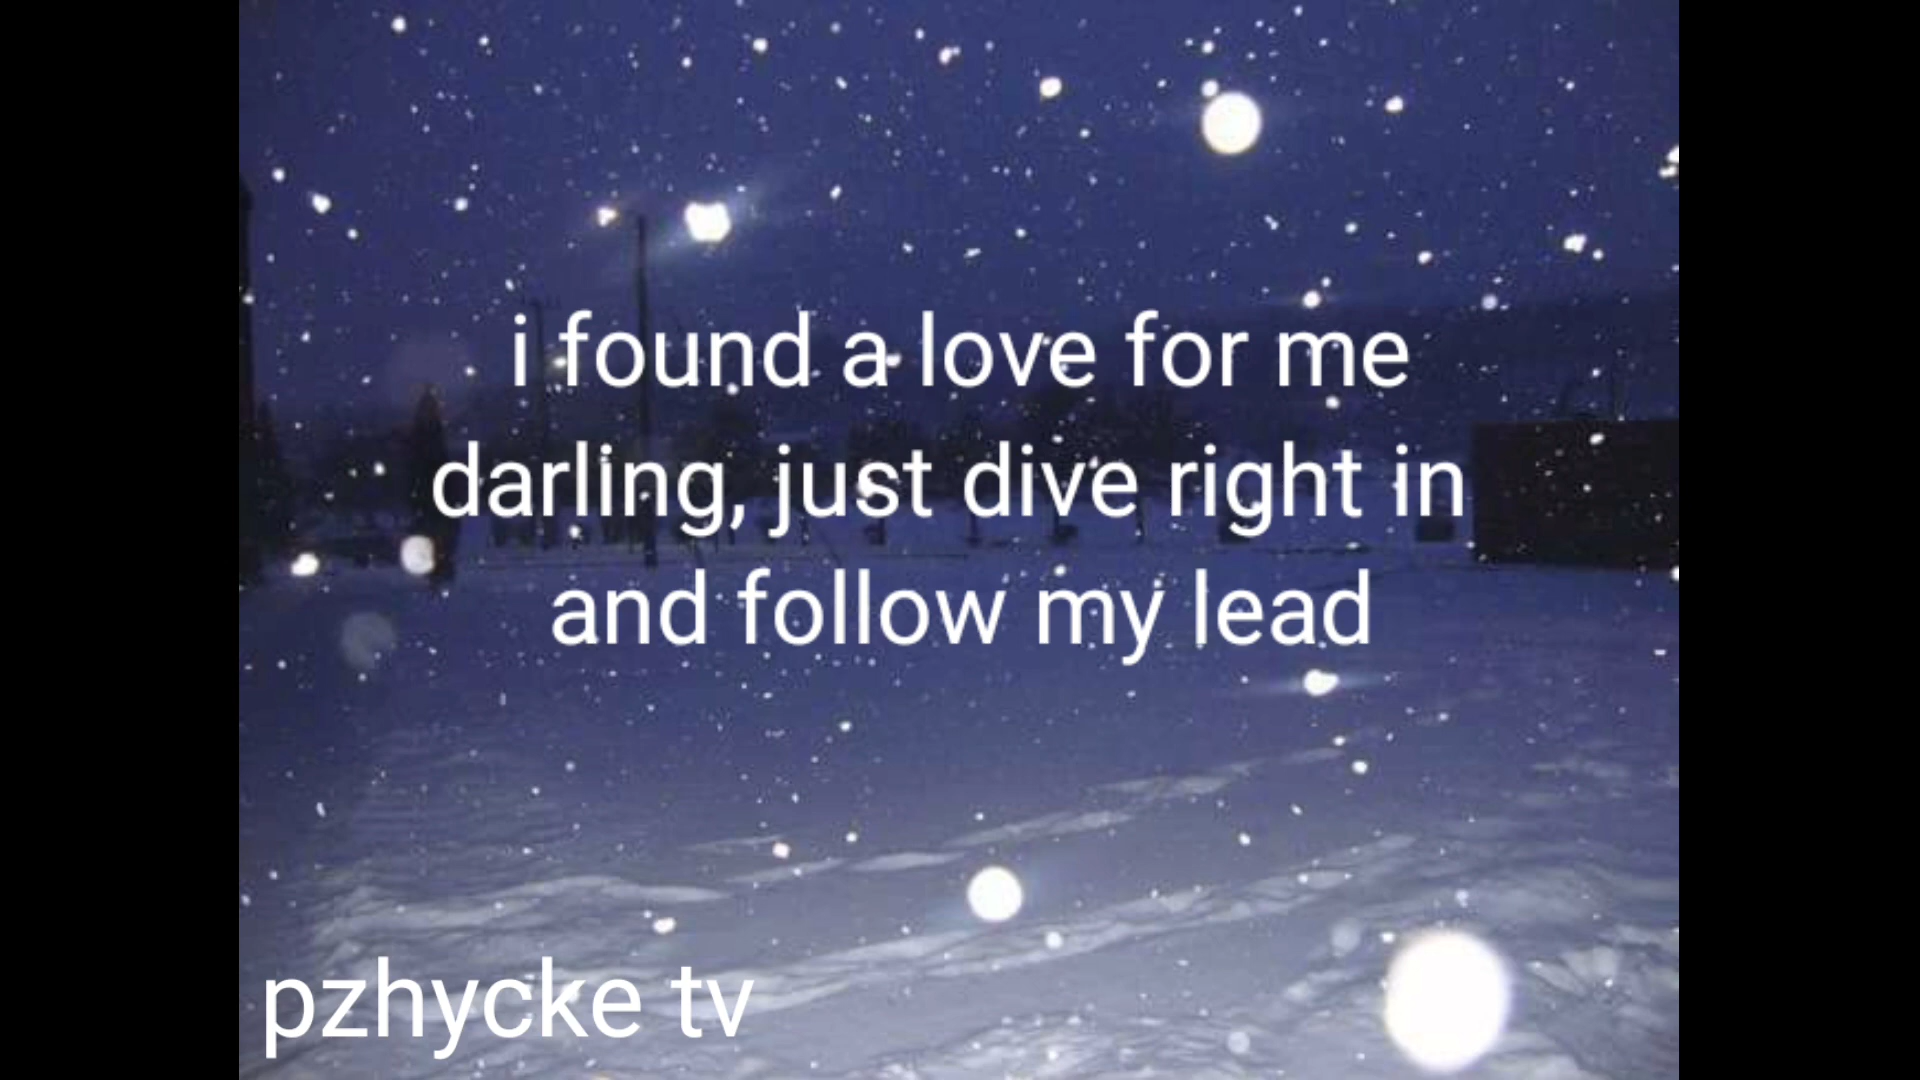 i found a love for me
darling, just dive right in
and follow my lead
pzhycke tv